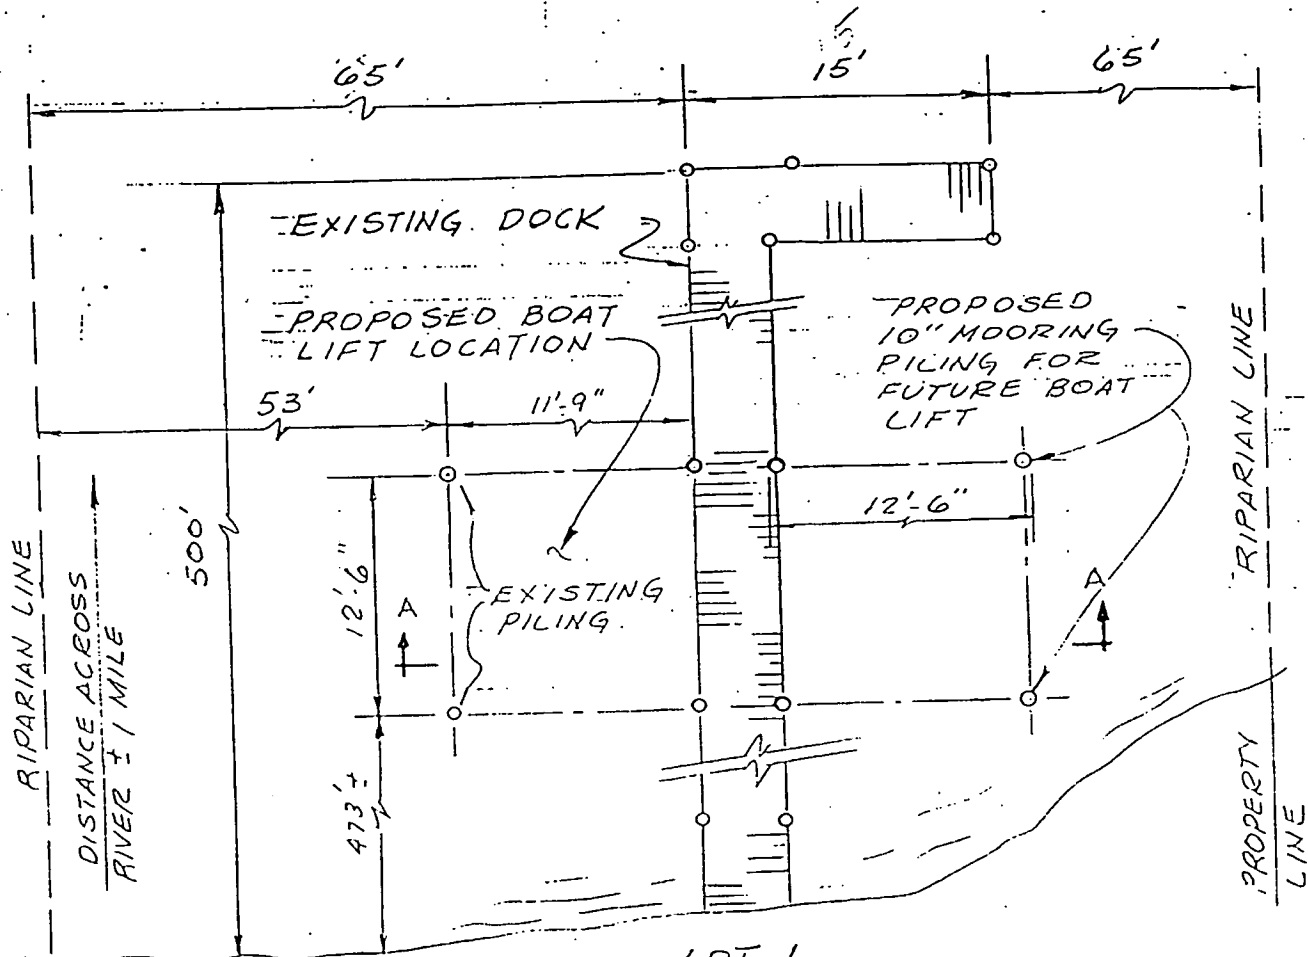 65'
15'
65'
EXISTING DOCK
PROPOSED BOAT
LIFT LOCATION
PROPOSED
10" MOORING
PILING FOR
FUTURE BOAT
LIFT
53'
11'-9"
12'-6"
500'
12'-6"
A
EXISTING
PILING
A
RIPARIAN LINE
DISTANCE ACROSS
RIVER ± 1 MILE
473' ±
RIPARIAN LINE
PROPERTY
LINE
LOT 1